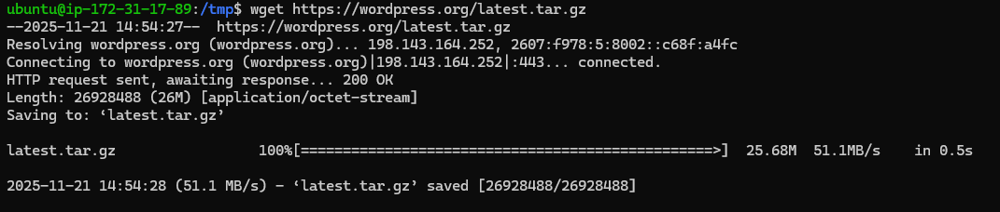 ubuntu@ip-172-31-17-89:/tmp$ wget https://wordpress.org/latest.tar.gz
--2025-11-21 14:54:27--  https://wordpress.org/latest.tar.gz
Resolving wordpress.org (wordpress.org)... 198.143.164.252, 2607:f978:5:8002::c68f:a4fc
Connecting to wordpress.org (wordpress.org)|198.143.164.252|:443... connected.
HTTP request sent, awaiting response... 200 OK
Length: 26928488 (26M) [application/octet-stream]
Saving to: ‘latest.tar.gz’
latest.tar.gz                 100%[=================================================>]  25.68M  51.1MB/s    in 0.5s
2025-11-21 14:54:28 (51.1 MB/s) - ‘latest.tar.gz’ saved [26928488/26928488]